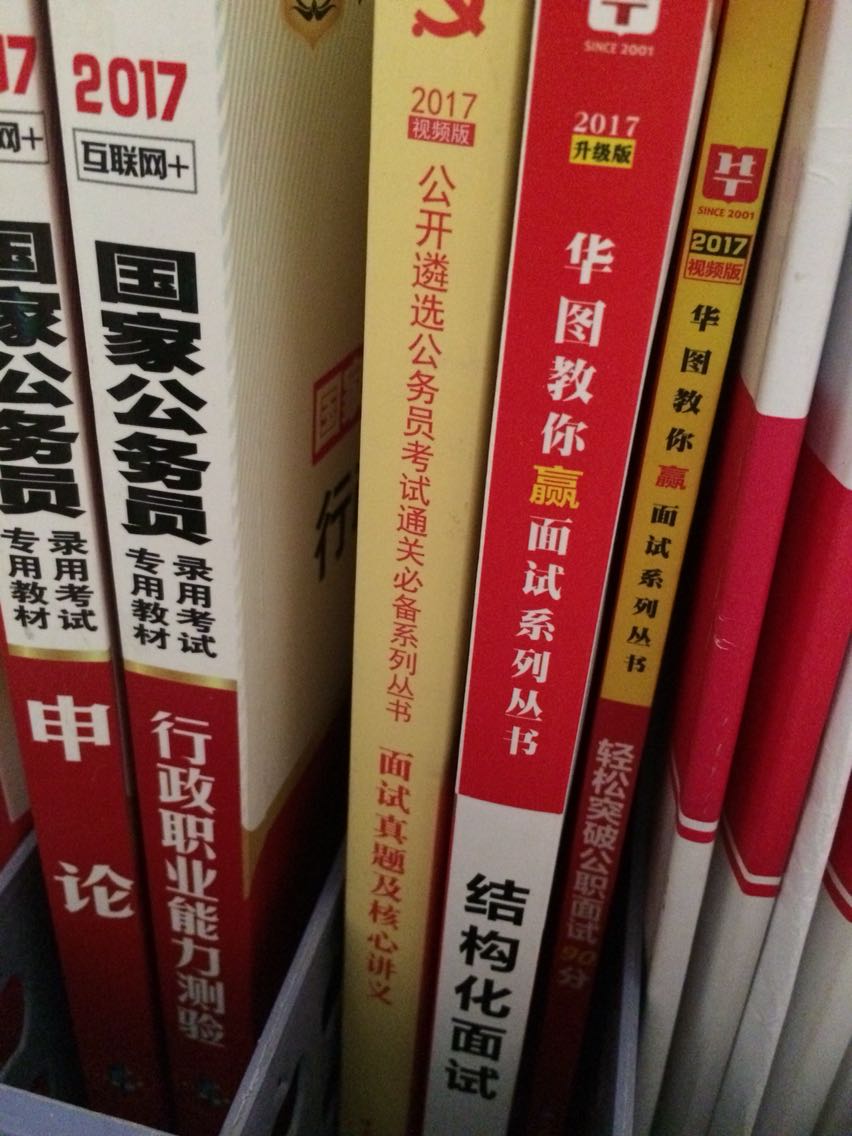 17
网+
国家公务员
录用考试
专用教材
申论
2017
互联网+
国家公务员
录用考试
专用教材
行政职业能力测验
国家
行
2017
视频版
公开遴选公务员考试通关必备系列丛书
面试真题及核心讲义
SINCE 2001
2017
升级版
华图教你赢面试系列丛书
结构化面试
HT
SINCE 2001
2017
视频版
华图教你赢面试系列丛书
轻松突破公职面试90分